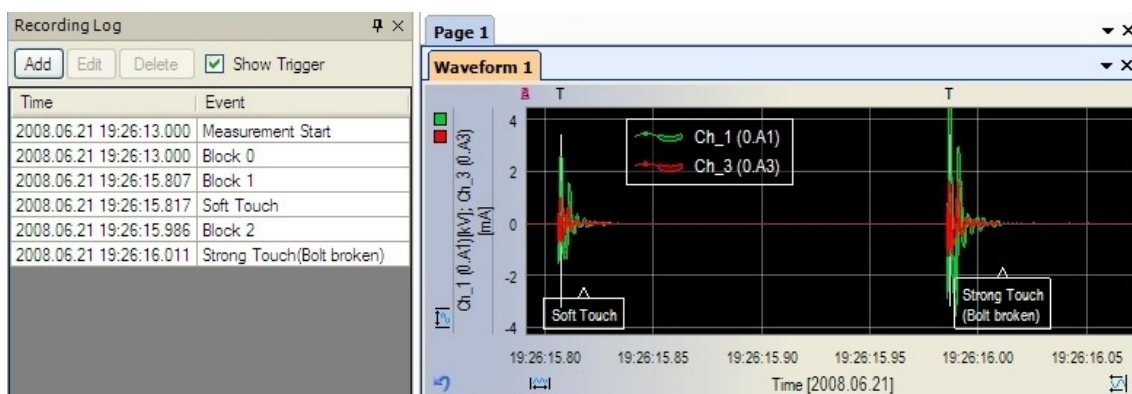 Recording Log
Add Edit Delete Show Trigger
Time Event
2008.06.21 19:26:13.000 Measurement Start
2008.06.21 19:26:13.000 Block 0
2008.06.21 19:26:15.807 Block 1
2008.06.21 19:26:15.817 Soft Touch
2008.06.21 19:26:15.986 Block 2
2008.06.21 19:26:16.011 Strong Touch(Bolt broken)
Page 1
Waveform 1
T T
Ch_1 (0.A1)[kV]; Ch_3 (0.A3)
[mA]
4
2
0
-2
-4
Ch_1 (0.A1)
Ch_3 (0.A3)
Soft Touch
Strong Touch
(Bolt broken)
19:26:15.80 19:26:15.85 19:26:15.90 19:26:15.95 19:26:16.00 19:26:16.05
Time [2008.06.21]